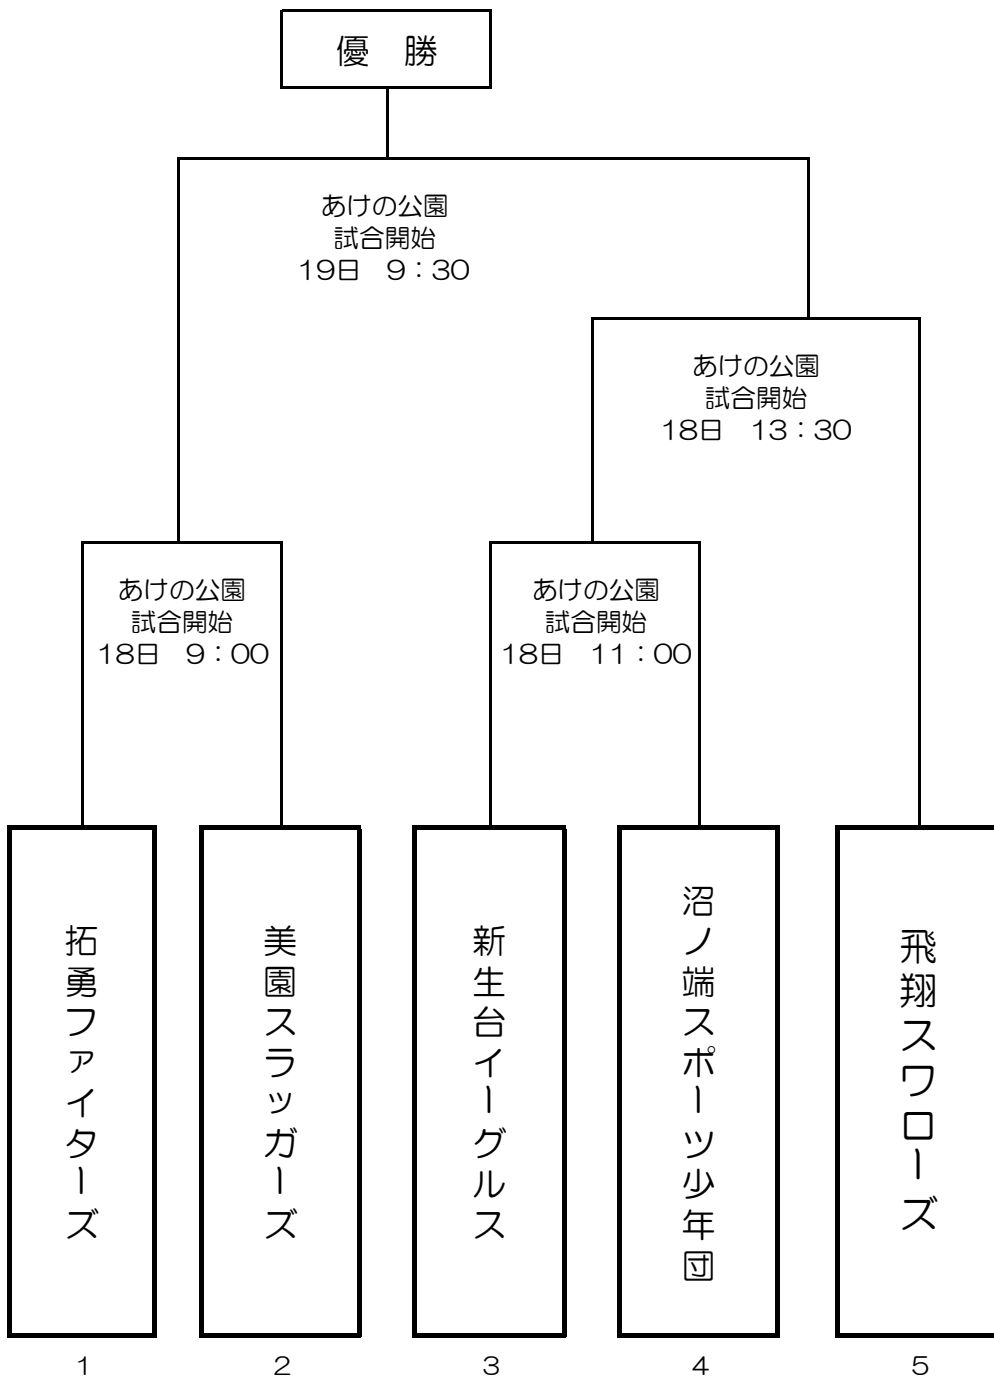 優　勝
あけの公園
試合開始
19日　9：30
あけの公園
試合開始
18日　13：30
あけの公園
試合開始
18日　9：00
あけの公園
試合開始
18日　11：00
拓勇ファイターズ
美園スラッガーズ
新生台イーグルス
沼ノ端スポーツ少年団
飛翔スワローズ
1
2
3
4
5